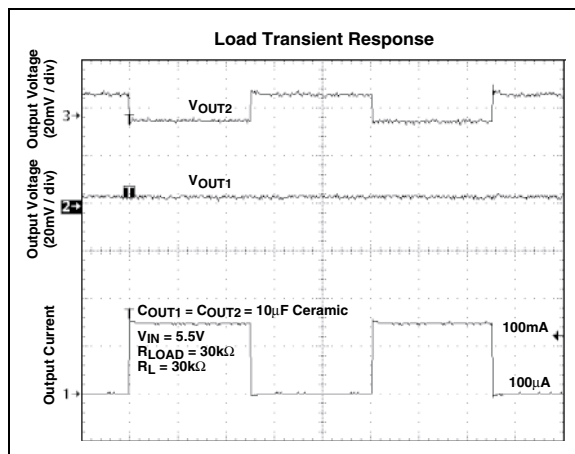 Load Transient Response
Output Voltage
(20mV / div)
3
VOUT2
Output Voltage
(20mV / div)
2
T
VOUT1
Output Current
COUT1 = COUT2 = 10μF Ceramic
VIN = 5.5V
RLOAD = 30kΩ
RL = 30kΩ
100mA
1
100μA